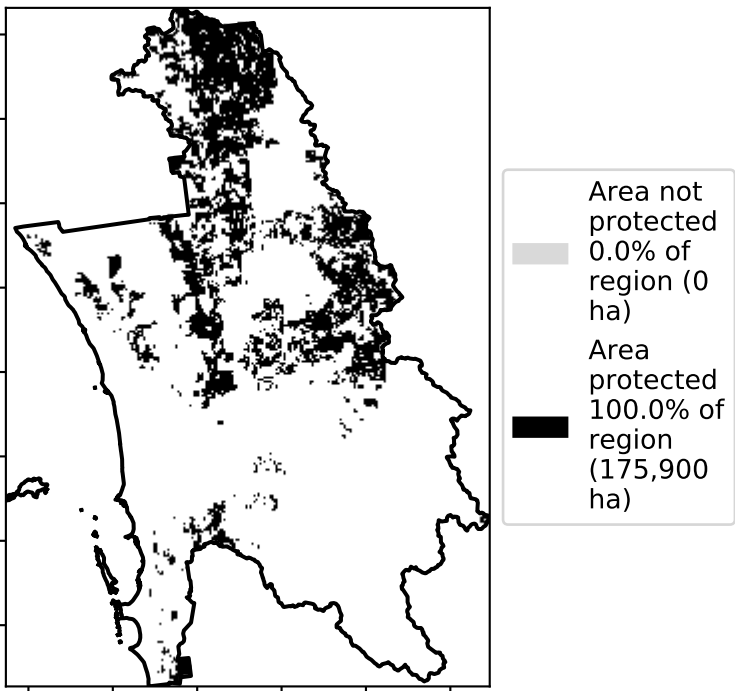 Area not
protected
0.0% of
region (0
ha)
Area
protected
100.0% of
region
(175,900
ha)